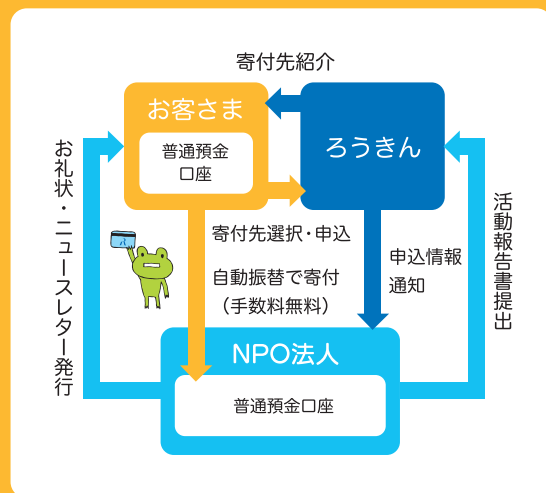 寄付先紹介
お客さま
普通預金
口座
ろうきん
お礼状・ニュースレター発行
寄付先選択・申込
自動振替で寄付
（手数料無料）
申込情報
通知
活動報告書提出
NPO法人
普通預金口座